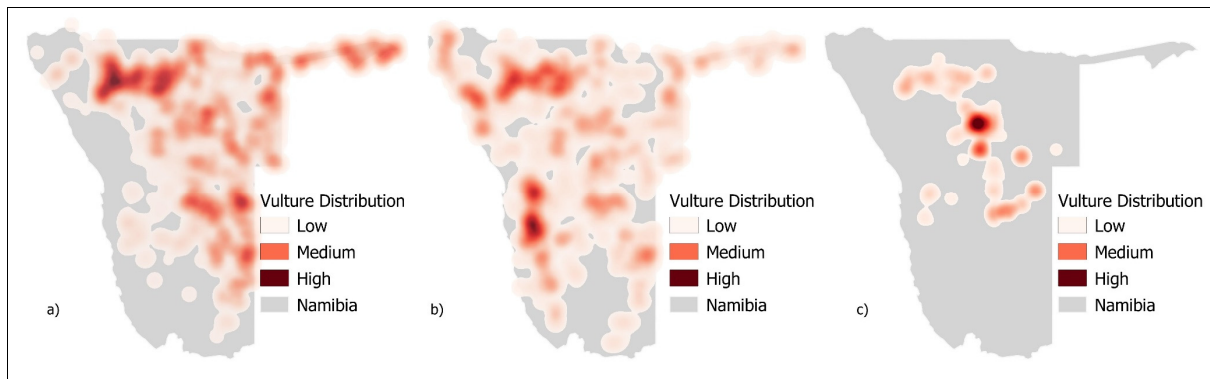 Vulture Distribution
Low
Medium
High
Namibia
a)
Vulture Distribution
Low
Medium
High
Namibia
b)
Vulture Distribution
Low
Medium
High
Namibia
c)